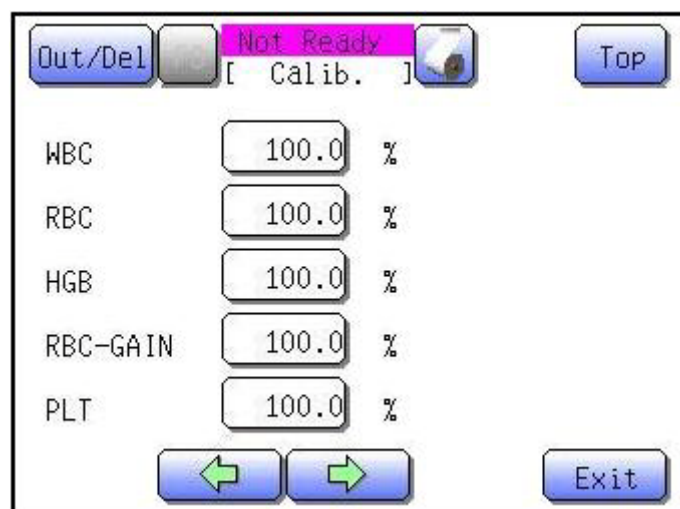 Out/Del
Not Ready
[ Calib. ]
Top
WBC 100.0 %
RBC 100.0 %
HGB 100.0 %
RBC-GAIN 100.0 %
PLT 100.0 %
Exit